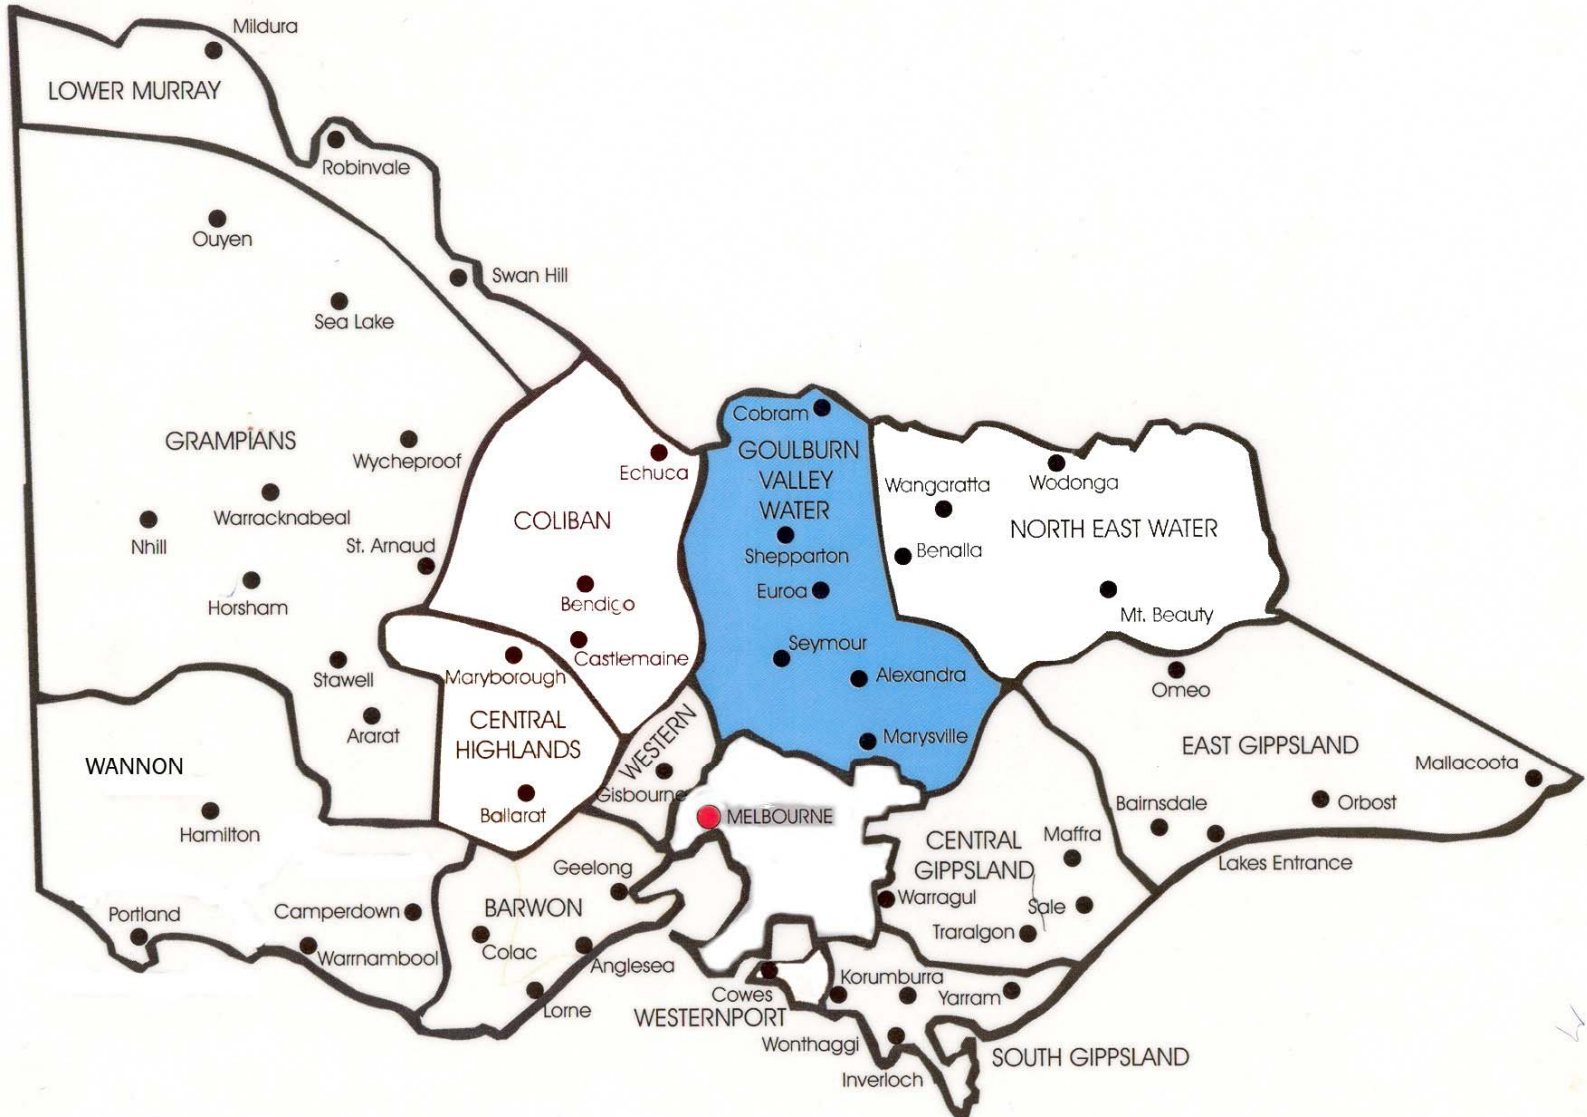 Mildura
LOWER MURRAY
Robinvale
Ouyen
Swan Hill
Sea Lake
GRAMPIANS
Wycheproof
Warracknabeal
Nhill
St. Arnaud
Horsham
Stawell
Ararat
Echuca
COLIBAN
Bendigo
Castlemaine
Maryborough
CENTRAL
HIGHLANDS
Ballarat
WESTERN
Gisbourne
Cobram
GOULBURN
VALLEY
WATER
Shepparton
Euroa
Seymour
Alexandra
Marysville
Wangaratta
Wodonga
NORTH EAST WATER
Benalla
Mt. Beauty
Omeo
EAST GIPPSLAND
Mallacoota
Bairnsdale
Orbost
Lakes Entrance
WANNON
Hamilton
Portland
Camperdown
Warnambool
Geelong
BARWON
Colac
Anglesea
Lorne
MELBOURNE
CENTRAL
GIPPSLAND
Maffra
Warragul
Sale
Traralgon
Cowes
WESTERNPORT
Korumburra
Yarram
Wonthaggi
Inverloch
SOUTH GIPPSLAND